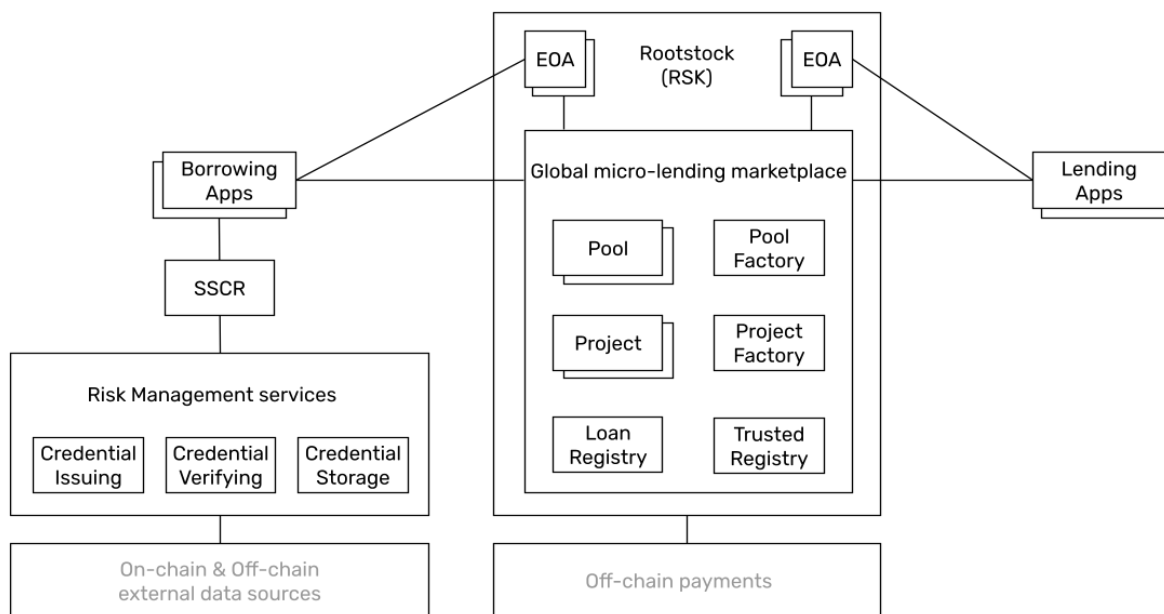 EOA
Rootstock
(RSK)
EOA
Borrowing
Apps
Global micro-lending marketplace
Lending
Apps
Pool
Pool
Factory
SSCR
Project
Project
Factory
Risk Management services
Credential
Issuing
Credential
Verifying
Credential
Storage
Loan
Registry
Trusted
Registry
On-chain & Off-chain
external data sources
Off-chain payments